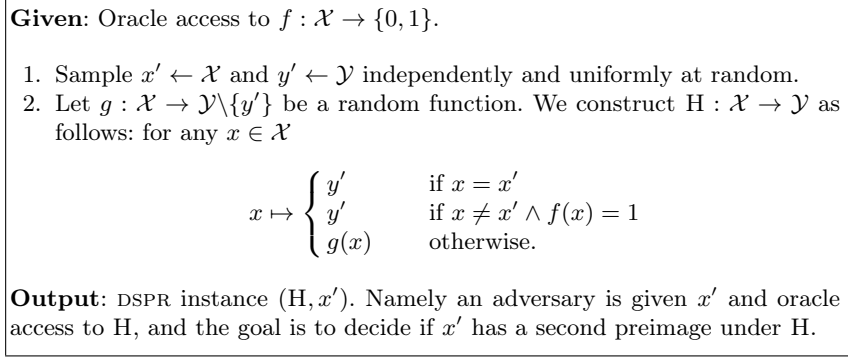 Given: Oracle access to f : 𝒳 → {0, 1}.
1. Sample x′ ← 𝒳 and y′ ← 𝒴 independently and uniformly at random.
2. Let g : 𝒳 → 𝒴\{y′} be a random function. We construct H : 𝒳 → 𝒴 as
follows: for any x ∈ 𝒳
x ↦ { y′ if x = x′
y′ if x ≠ x′ ∧ f(x) = 1
g(x) otherwise.
Output: DSPR instance (H, x′). Namely an adversary is given x′ and oracle
access to H, and the goal is to decide if x′ has a second preimage under H.